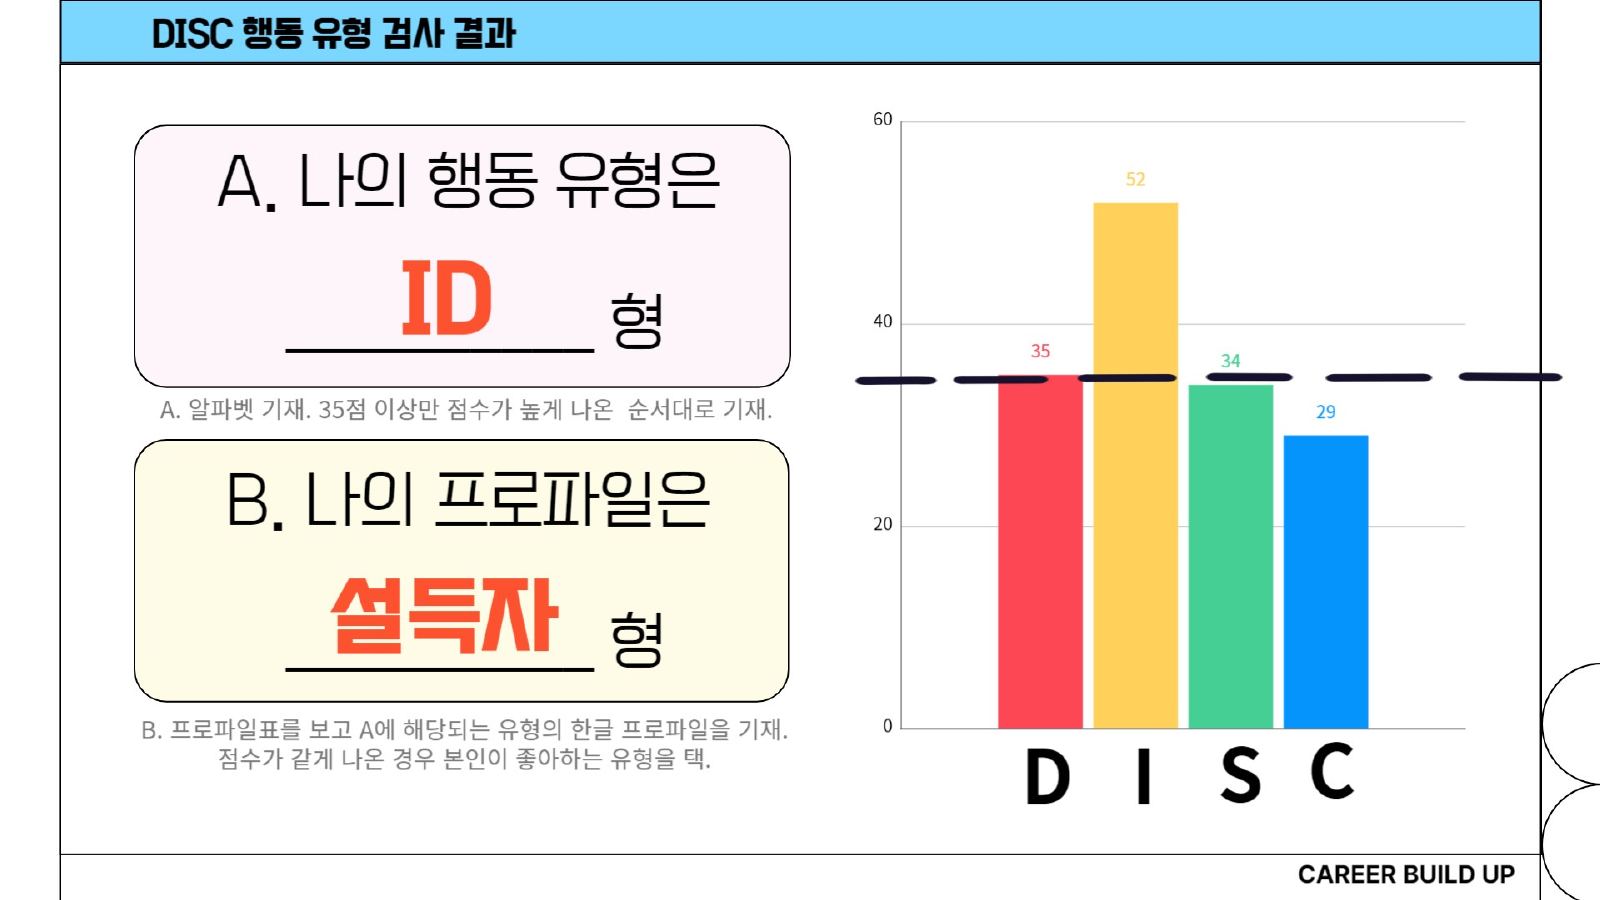 DISC 행동 유형 검사 결과
A. 나의 행동 유형은
ID 형
A. 알파벳 기재. 35점 이상만 점수가 높게 나온 순서대로 기재.
B. 나의 프로파일은
설득자 형
B. 프로파일표를 보고 A에 해당되는 유형의 한글 프로파일을 기재.
점수가 같게 나온 경우 본인이 좋아하는 유형을 택.
60
40
20
0
35
52
34
29
D I S C
CAREER BUILD UP